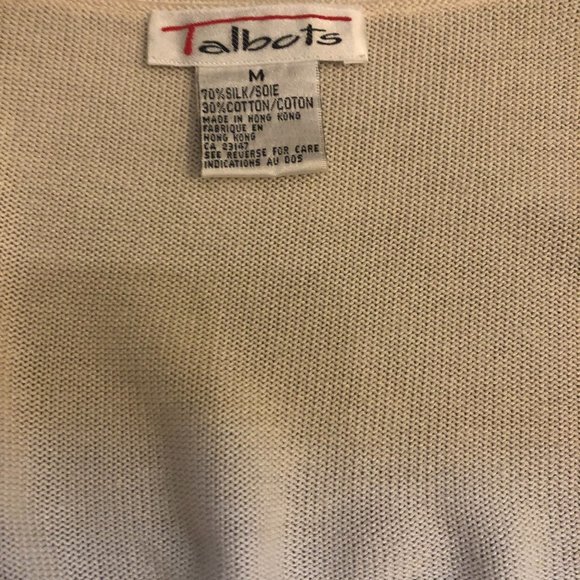 Talbots
M
70% SILK/SOIE
30% COTTON/COTON
MADE IN HONG KONG
FABRIQUE EN
HONG KONG
CA 23147
SEE REVERSE FOR CARE
INDICATIONS AU DOS